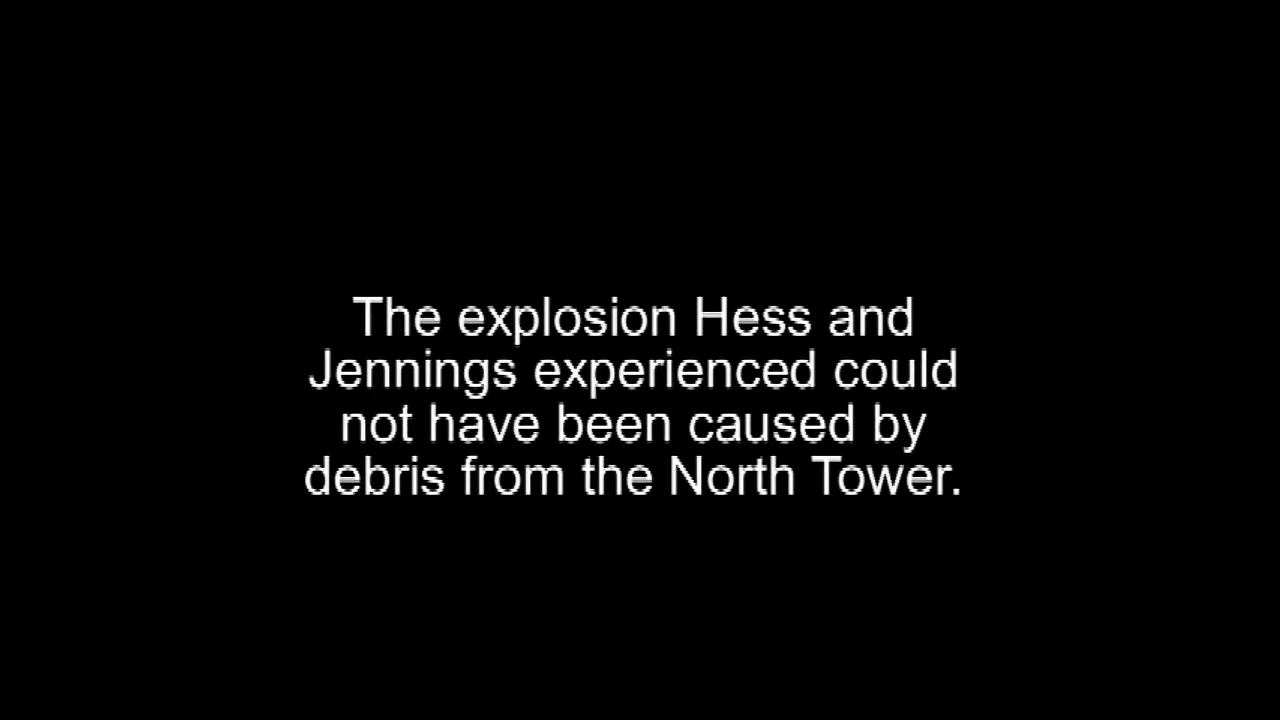 The explosion Hess and
Jennings experienced could
not have been caused by
debris from the North Tower.